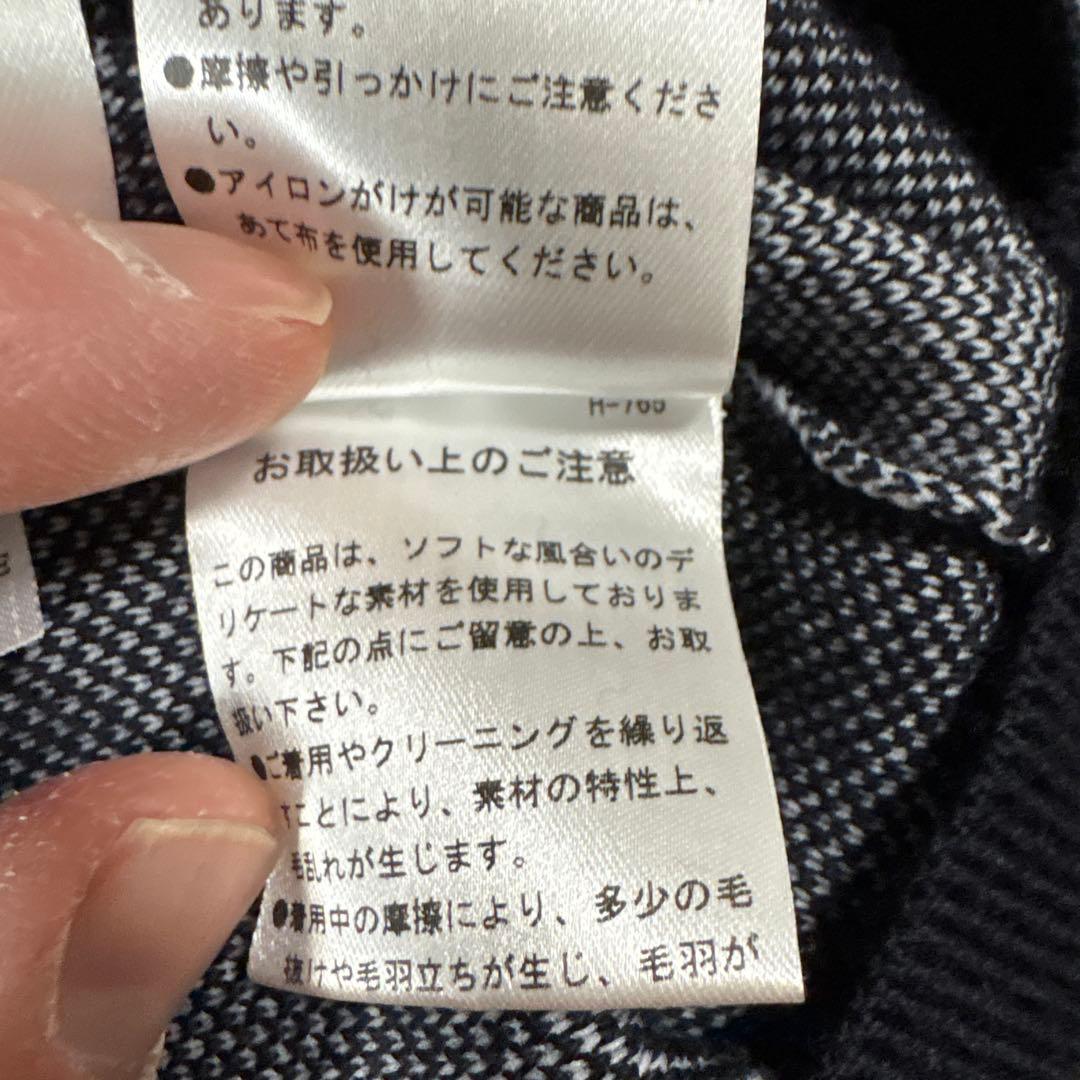 あります。
●摩擦や引っかけにご注意くださ
い。
●アイロンがけが可能な商品は、
あて布を使用してください。
H-765
お取扱い上のご注意
この商品は、ソフトな風合いのデ
リケートな素材を使用しておりま
す。下記の点にご留意の上、お取
扱い下さい。
●ご着用やクリーニングを繰り返
すことにより、素材の特性上、
毛乱れが生じます。
●着用中の摩擦により、多少の毛
抜けや毛羽立ちが生じ、毛羽が
E